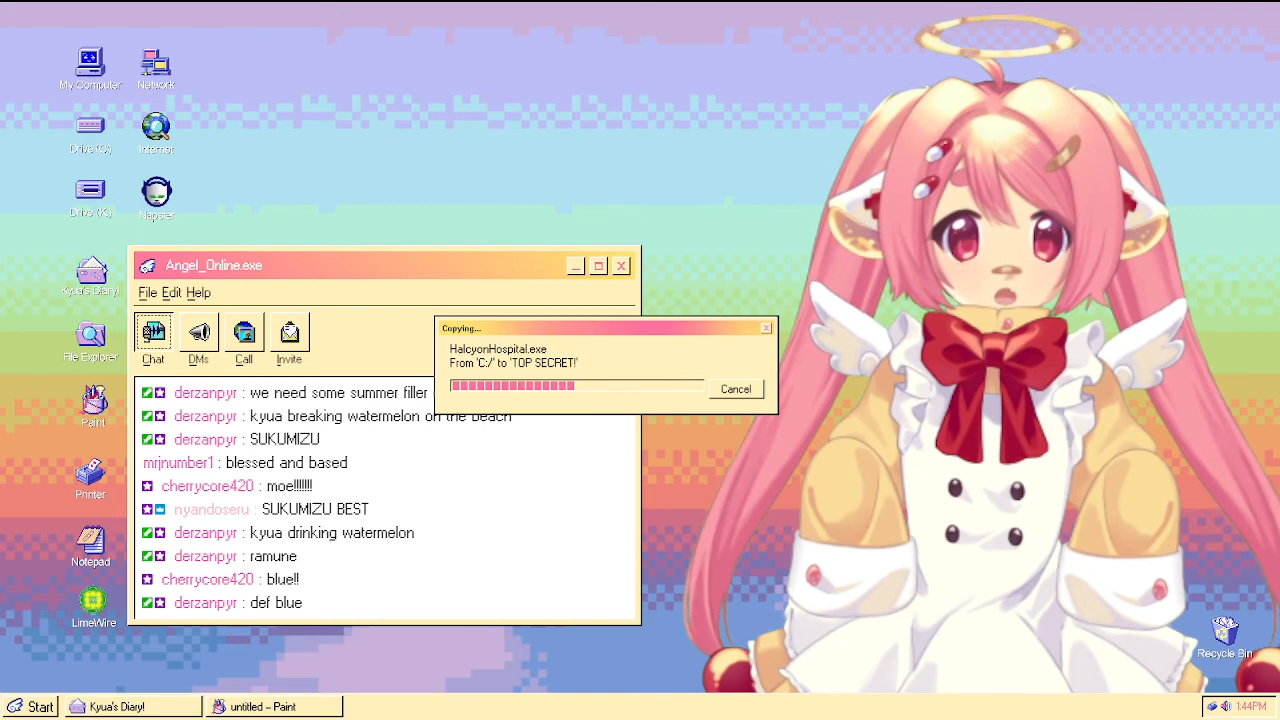 My Computer
Network
Drive (C)
Internet
Drive (K)
Napster
Kyua's Diary!
File Explorer
Paint
Printer
Notepad
LimeWire
Angel_Online.exe
File Edit Help
Chat DMs Call Invite
derzanpyr : we need some summer filler
derzanpyr : kyua breaking watermelon on the beach
derzanpyr : SUKUMIZU
mrjnumber1 : blessed and based
cherrycore420 : moe!!!!!!!
nyandoseru : SUKUMIZU BEST
derzanpyr : kyua drinking watermelon
derzanpyr : ramune
cherrycore420 : blue!!
derzanpyr : def blue
Copying...
HalcyonHospital.exe
From 'C:/' to 'TOP SECRET!'
Cancel
Recycle Bin
Start
Kyua's Diary!
untitled - Paint
1:44PM